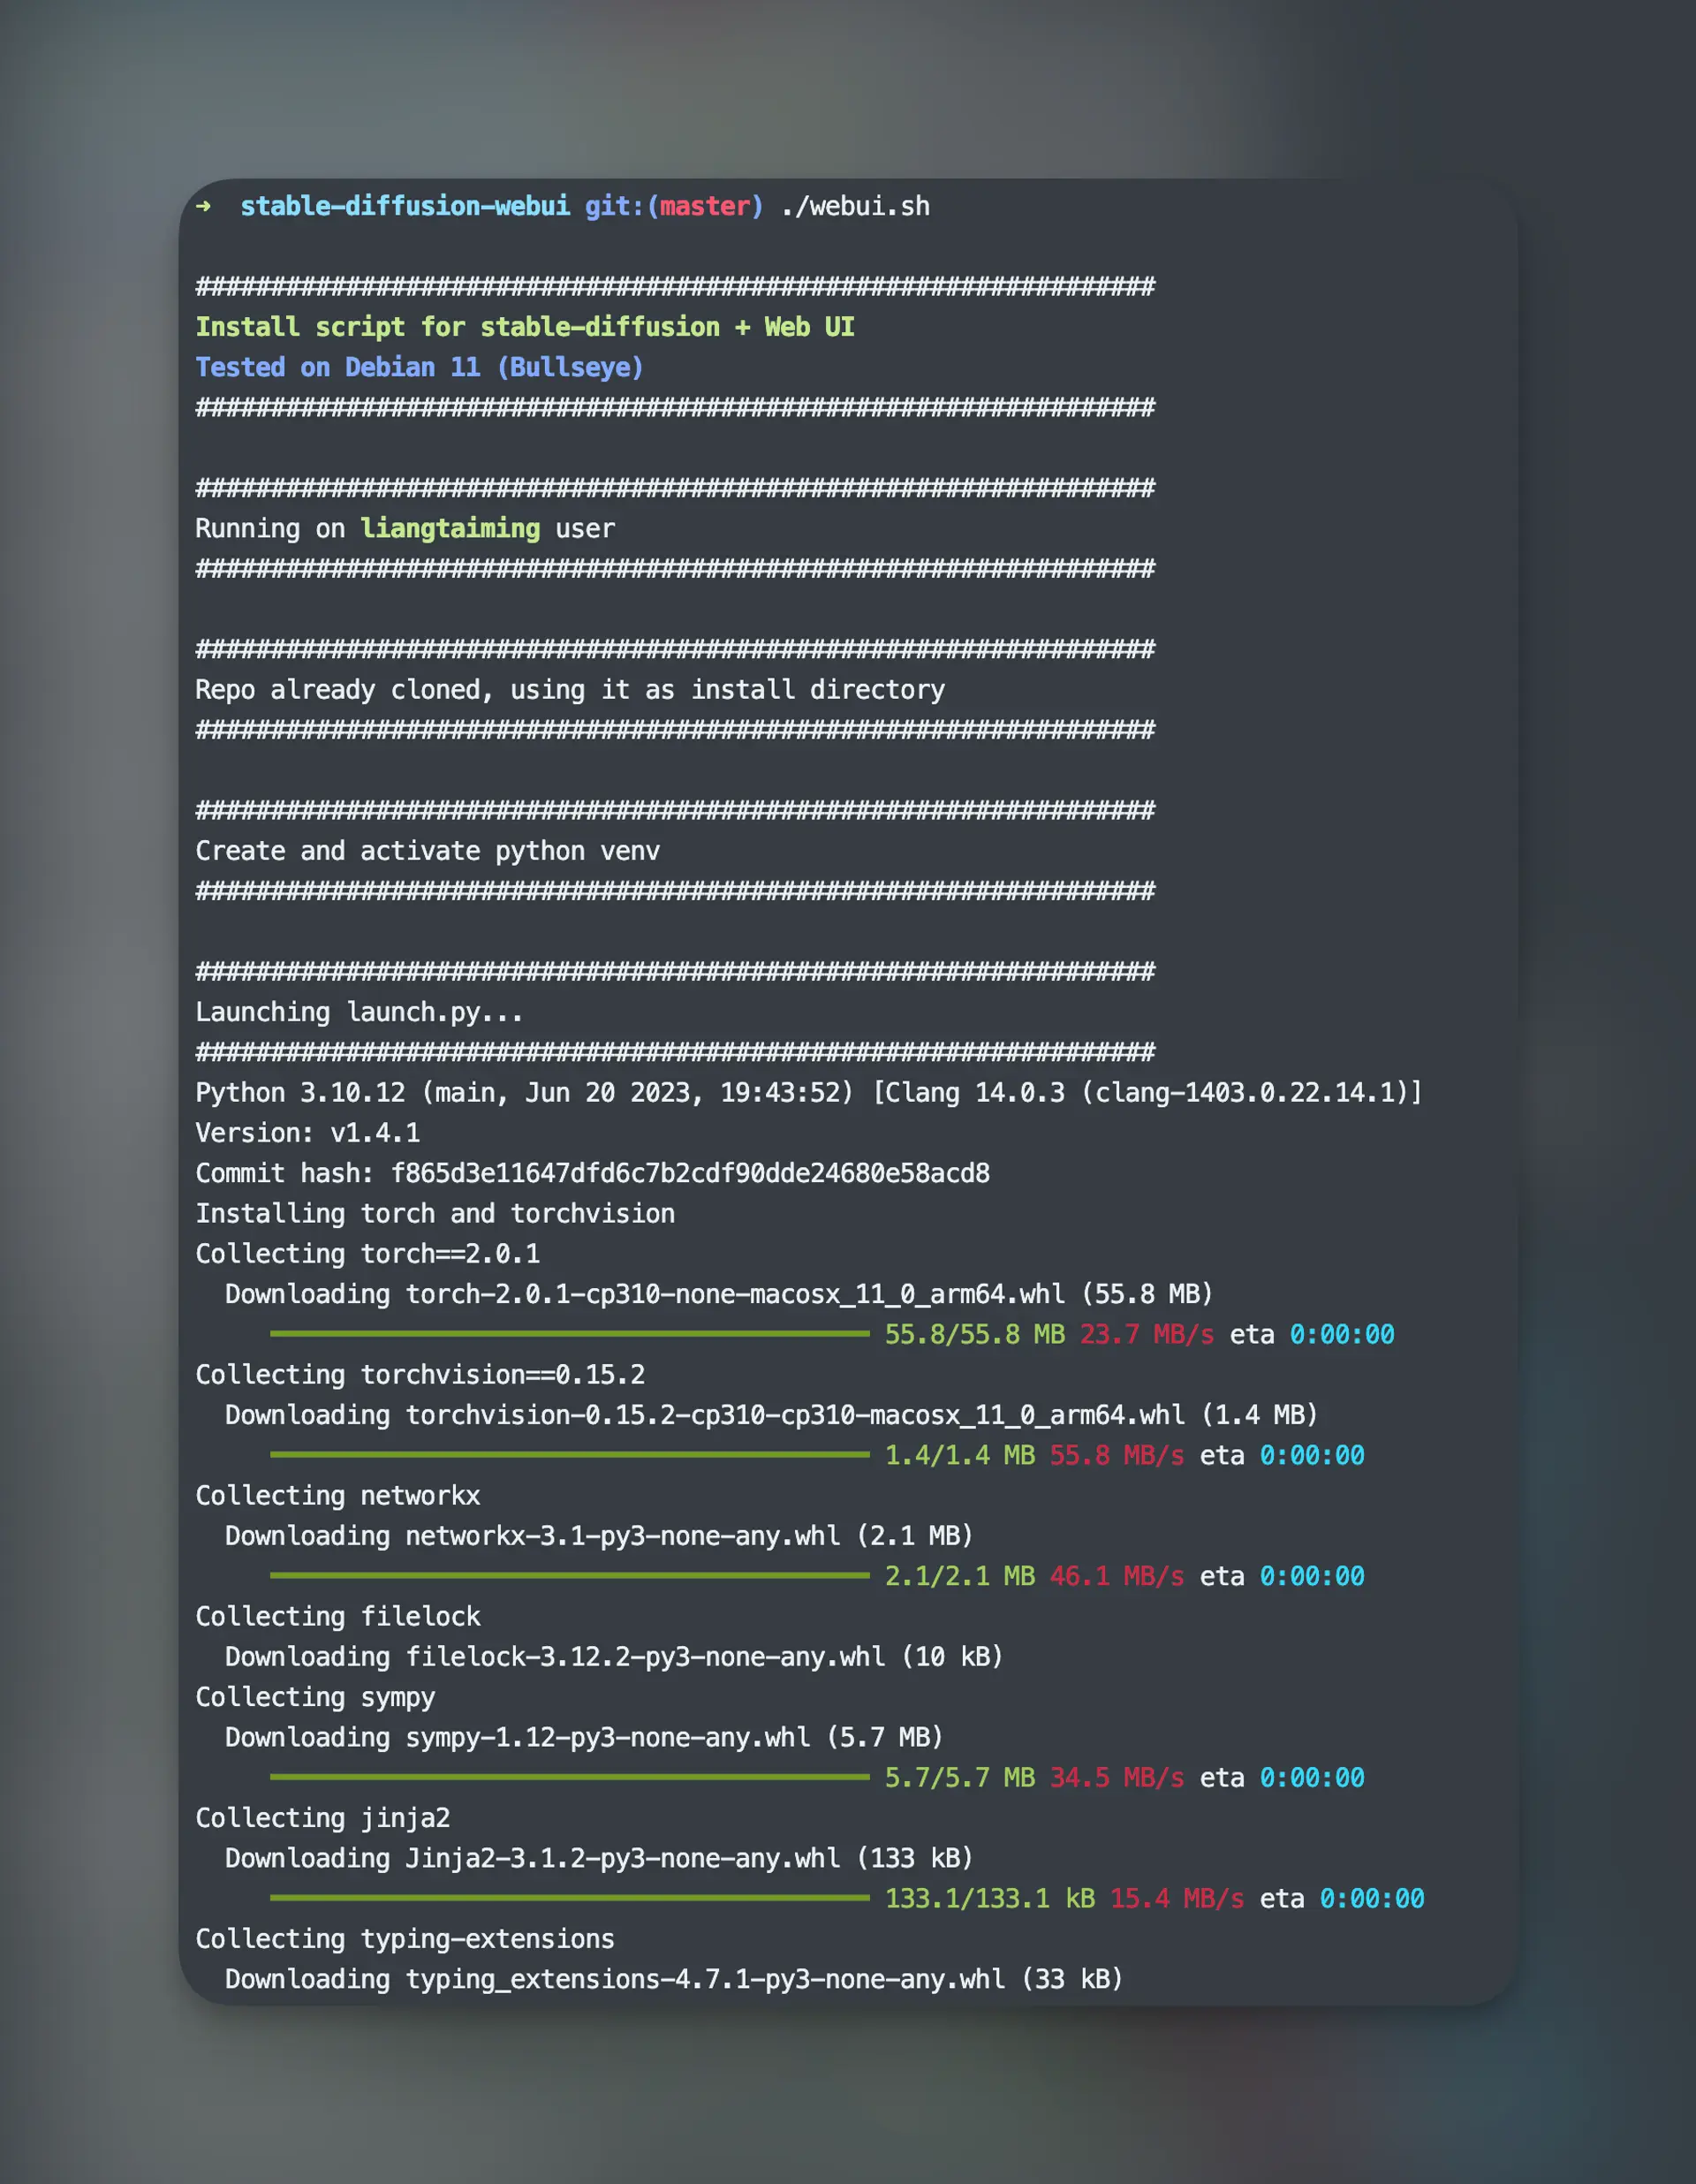 ➜  stable-diffusion-webui git:(master) ./webui.sh

################################################################
Install script for stable-diffusion + Web UI
Tested on Debian 11 (Bullseye)
################################################################

################################################################
Running on liangtaiming user
################################################################

################################################################
Repo already cloned, using it as install directory
################################################################

################################################################
Create and activate python venv
################################################################

################################################################
Launching launch.py...
################################################################
Python 3.10.12 (main, Jun 20 2023, 19:43:52) [Clang 14.0.3 (clang-1403.0.22.14.1)]
Version: v1.4.1
Commit hash: f865d3e11647dfd6c7b2cdf90dde24680e58acd8
Installing torch and torchvision
Collecting torch==2.0.1
  Downloading torch-2.0.1-cp310-none-macosx_11_0_arm64.whl (55.8 MB)
     55.8/55.8 MB 23.7 MB/s eta 0:00:00
Collecting torchvision==0.15.2
  Downloading torchvision-0.15.2-cp310-cp310-macosx_11_0_arm64.whl (1.4 MB)
     1.4/1.4 MB 55.8 MB/s eta 0:00:00
Collecting networkx
  Downloading networkx-3.1-py3-none-any.whl (2.1 MB)
     2.1/2.1 MB 46.1 MB/s eta 0:00:00
Collecting filelock
  Downloading filelock-3.12.2-py3-none-any.whl (10 kB)
Collecting sympy
  Downloading sympy-1.12-py3-none-any.whl (5.7 MB)
     5.7/5.7 MB 34.5 MB/s eta 0:00:00
Collecting jinja2
  Downloading Jinja2-3.1.2-py3-none-any.whl (133 kB)
     133.1/133.1 kB 15.4 MB/s eta 0:00:00
Collecting typing-extensions
  Downloading typing_extensions-4.7.1-py3-none-any.whl (33 kB)